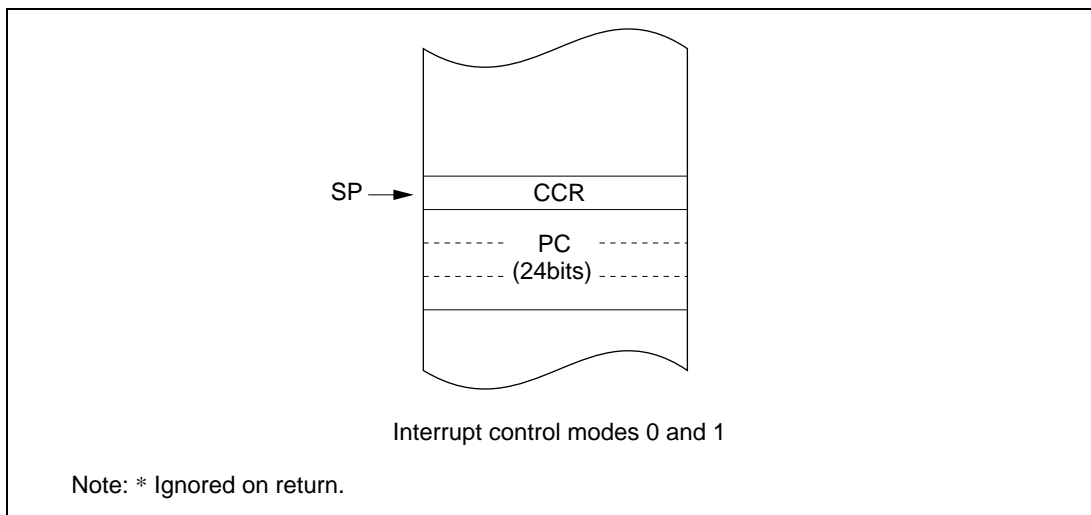 SP
CCR
PC
(24bits)
Interrupt control modes 0 and 1
Note: * Ignored on return.